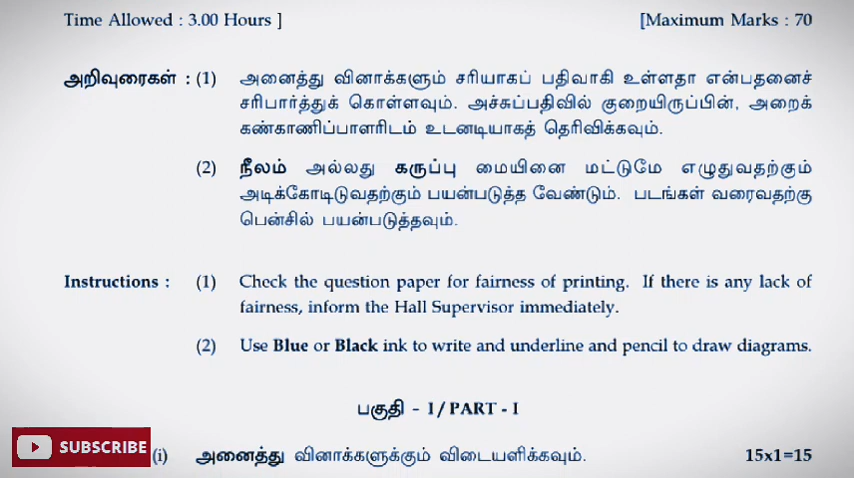 Time Allowed : 3.00 Hours ] [Maximum Marks : 70
அறிவுரைகள் : (1) அனைத்து வினாக்களும் சரியாகப் பதிவாகி உள்ளதா என்பதனைச்
சரிபார்த்துக் கொள்ளவும். அச்சுப்பதிவில் குறையிருப்பின், அறைக்
கண்காணிப்பாளரிடம் உடனடியாகத் தெரிவிக்கவும்.
(2) நீலம் அல்லது கருப்பு மையினை மட்டுமே எழுதுவதற்கும்
அடிக்கோடிடுவதற்கும் பயன்படுத்த வேண்டும். படங்கள் வரைவதற்கு
பென்சில் பயன்படுத்தவும்.
Instructions : (1) Check the question paper for fairness of printing. If there is any lack of
fairness, inform the Hall Supervisor immediately.
(2) Use Blue or Black ink to write and underline and pencil to draw diagrams.
பகுதி - I / PART - I
SUBSCRIBE (i) அனைத்து வினாக்களுக்கும் விடையளிக்கவும். 15x1=15